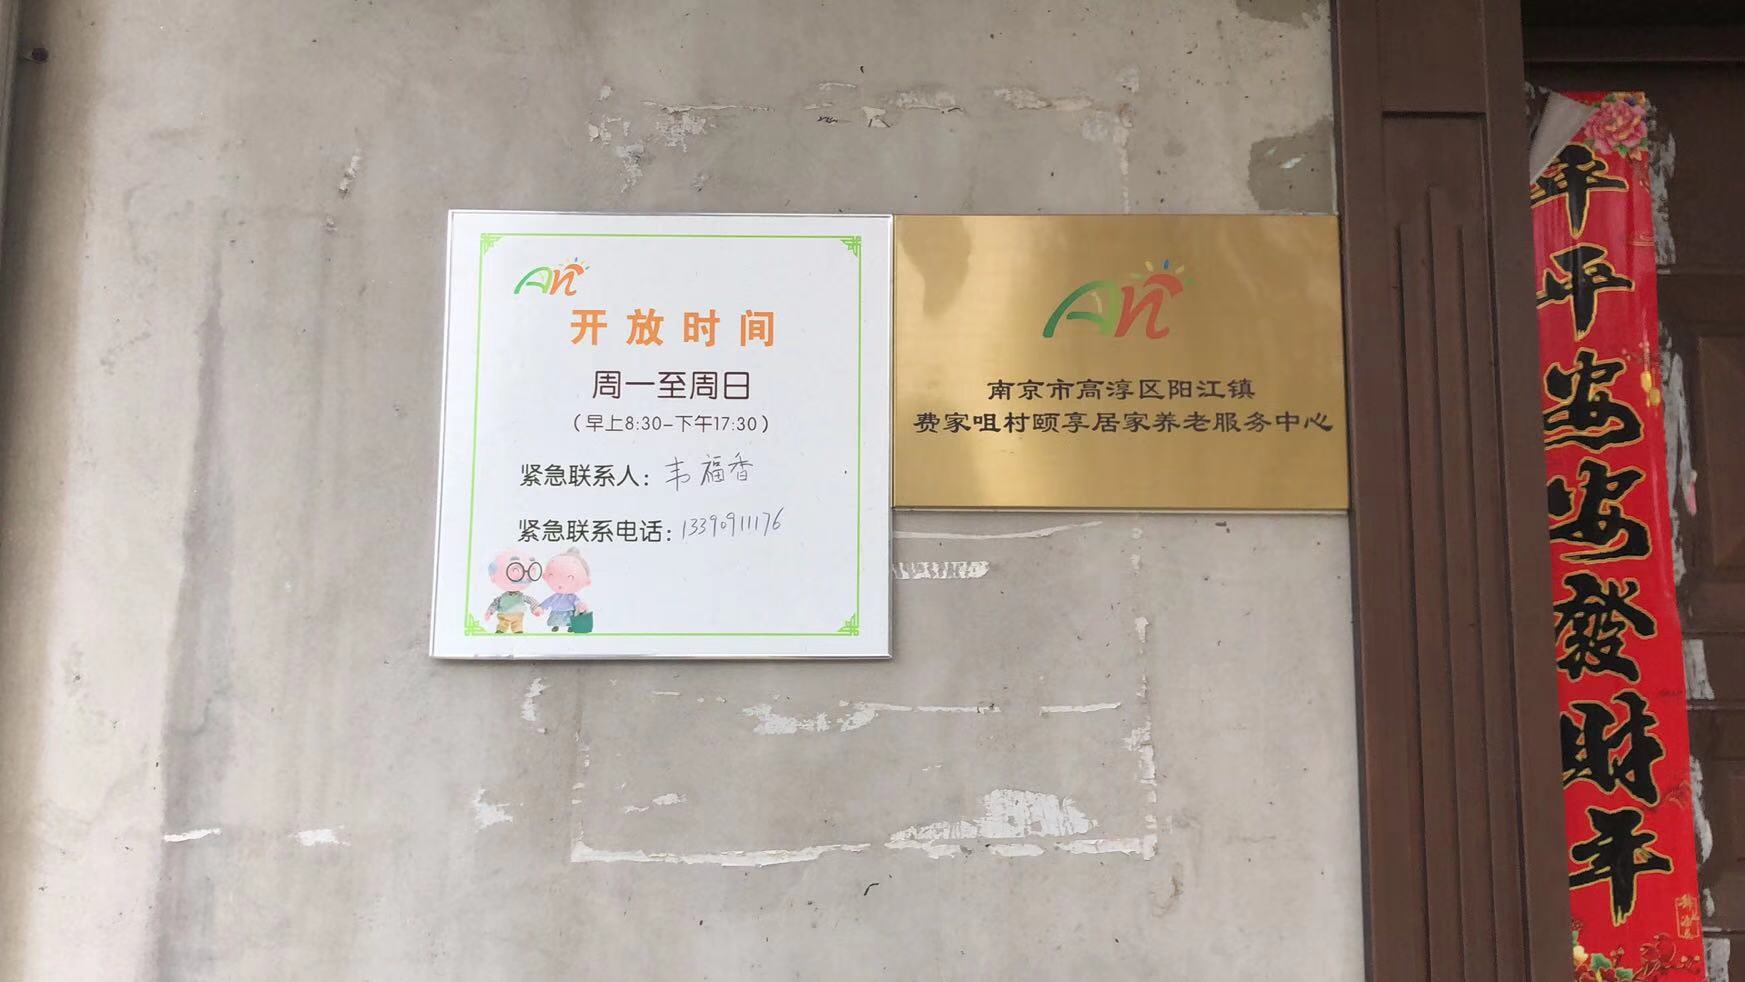 An
开放时间
周一至周日
(早上8:30-下午17:30)
紧急联系人：韦福香
紧急联系电话：13390911176
An
南京市高淳区阳江镇
费家咀村颐享居家养老服务中心
平平安安發財年